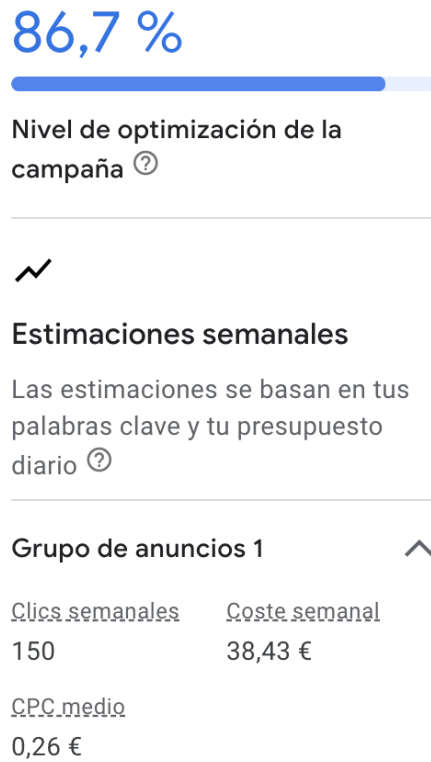 86,7 %
Nivel de optimización de la
campaña
Estimaciones semanales
Las estimaciones se basan en tus
palabras clave y tu presupuesto
diario
Grupo de anuncios 1
Clics semanales Coste semanal
150 38,43 €
CPC medio
0,26 €